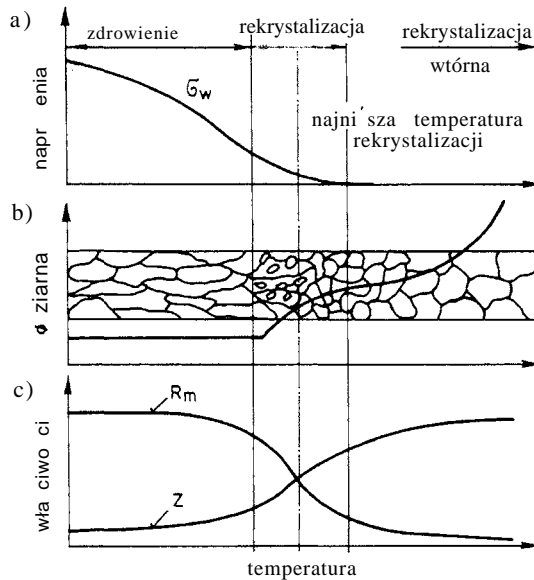 a)
zdrowienie
rekrystalizacja
rekrystalizacja
wtórna
σw
najni´sza temperatura
rekrystalizacji
napr enia
b)
Φ ziarna
c)
Rm
Z
wła ciwo ci
temperatura